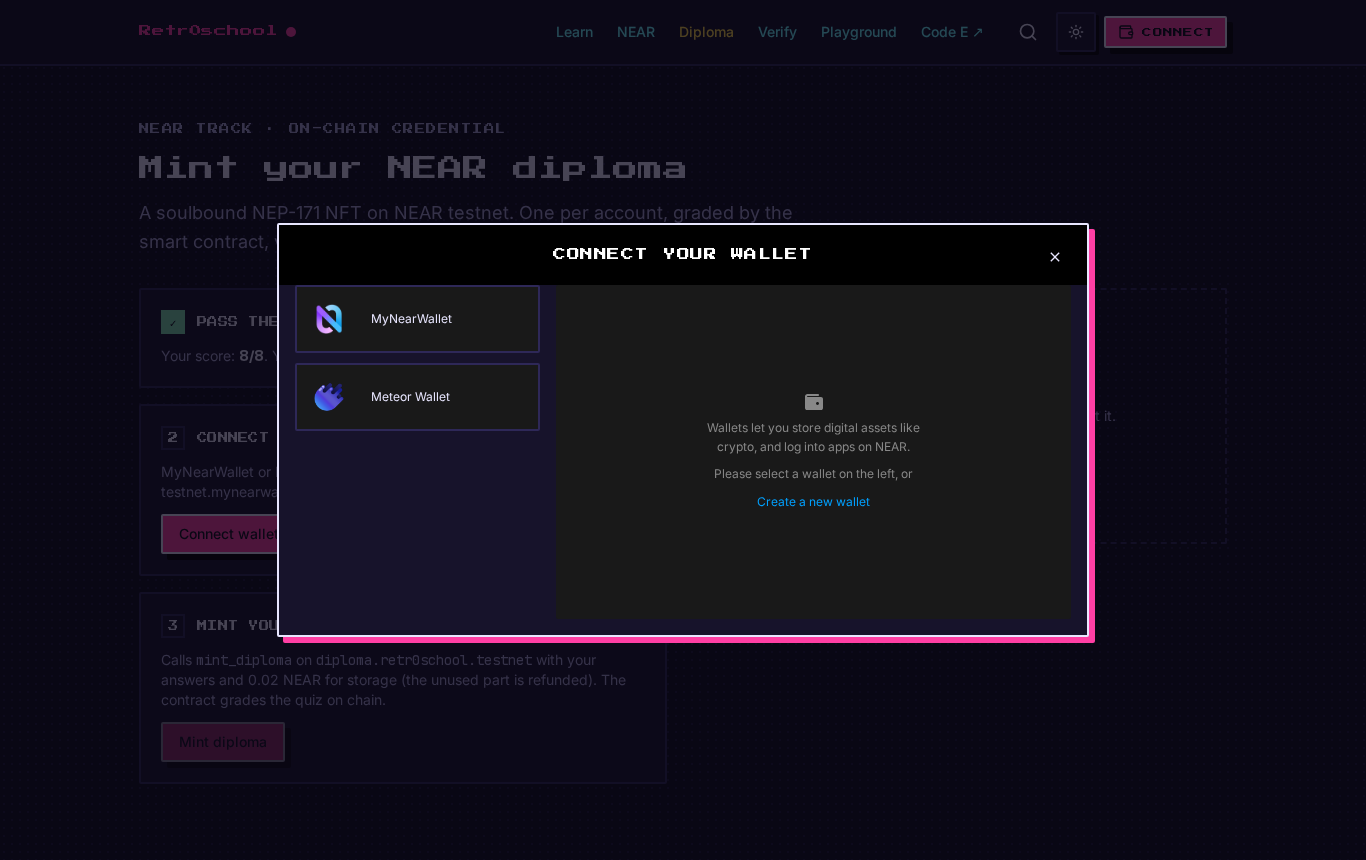 Retr0school
Learn NEAR Diploma Verify Playground Code E ↗
CONNECT
NEAR TRACK · ON-CHAIN CREDENTIAL
Mint your NEAR diploma
A soulbound NEP-171 NFT on NEAR testnet. One per account, graded by the
smart contract,
CONNECT YOUR WALLET
×
MyNearWallet
Meteor Wallet
Wallets let you store digital assets like
crypto, and log into apps on NEAR.
Please select a wallet on the left, or
Create a new wallet
✓ PASS THE
Your score: 8/8.
2 CONNECT
MyNearWallet or
Connect wallet
t it.
3 MINT YOU
Calls mint_diploma on diploma.retr0school.testnet with your
answers and 0.02 NEAR for storage (the unused part is refunded). The
contract grades the quiz on chain.
Mint diploma